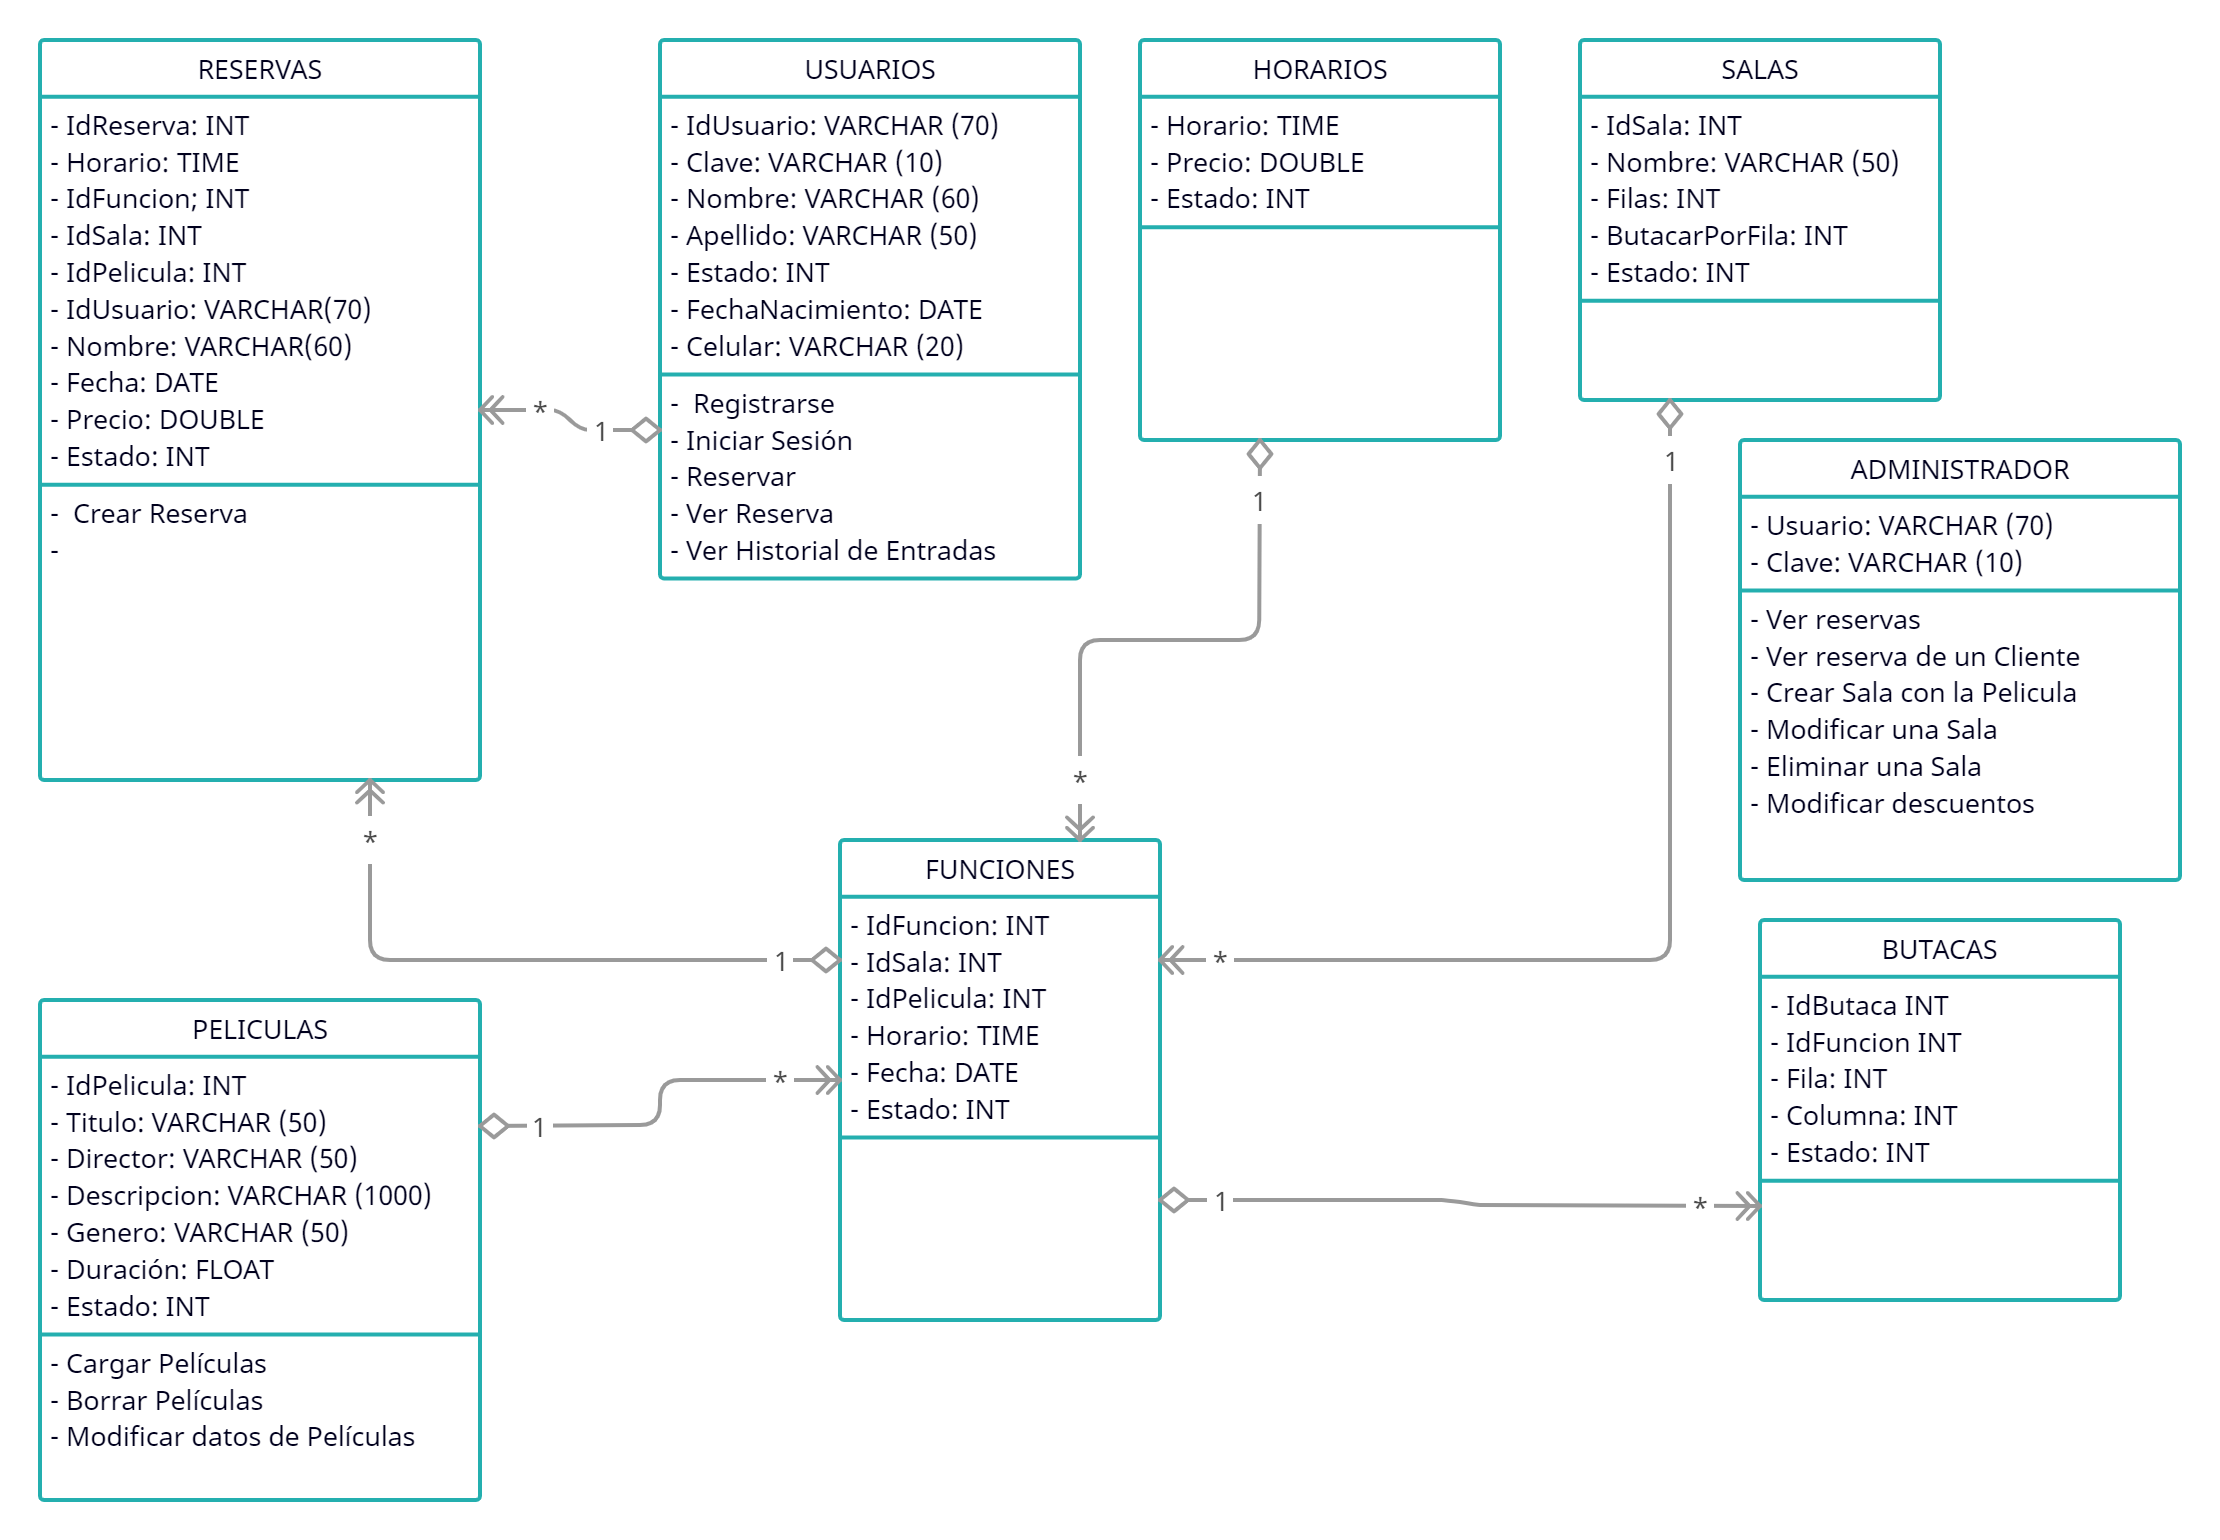 RESERVAS
- IdReserva: INT
- Horario: TIME
- IdFuncion; INT
- IdSala: INT
- IdPelicula: INT
- IdUsuario: VARCHAR(70)
- Nombre: VARCHAR(60)
- Fecha: DATE
- Precio: DOUBLE
- Estado: INT
- Crear Reserva
-
USUARIOS
- IdUsuario: VARCHAR (70)
- Clave: VARCHAR (10)
- Nombre: VARCHAR (60)
- Apellido: VARCHAR (50)
- Estado: INT
- FechaNacimiento: DATE
- Celular: VARCHAR (20)
- Registrarse
- Iniciar Sesión
- Reservar
- Ver Reserva
- Ver Historial de Entradas
* 1
HORARIOS
- Horario: TIME
- Precio: DOUBLE
- Estado: INT
1
*
SALAS
- IdSala: INT
- Nombre: VARCHAR (50)
- Filas: INT
- ButacarPorFila: INT
- Estado: INT
1
*
ADMINISTRADOR
- Usuario: VARCHAR (70)
- Clave: VARCHAR (10)
- Ver reservas
- Ver reserva de un Cliente
- Crear Sala con la Pelicula
- Modificar una Sala
- Eliminar una Sala
- Modificar descuentos
*
1
FUNCIONES
- IdFuncion: INT
- IdSala: INT
- IdPelicula: INT
- Horario: TIME
- Fecha: DATE
- Estado: INT
PELICULAS
- IdPelicula: INT
- Titulo: VARCHAR (50)
- Director: VARCHAR (50)
- Descripcion: VARCHAR (1000)
- Genero: VARCHAR (50)
- Duración: FLOAT
- Estado: INT
- Cargar Películas
- Borrar Películas
- Modificar datos de Películas
1 *
BUTACAS
- IdButaca INT
- IdFuncion INT
- Fila: INT
- Columna: INT
- Estado: INT
1 *